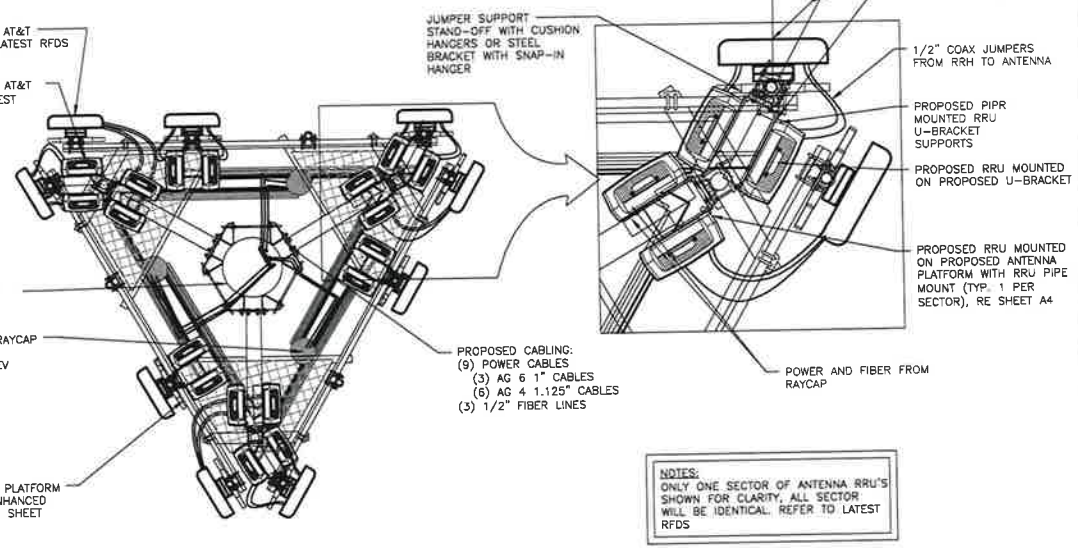 AT&T
LATEST RFDS
AT&T
EST
RAYCAP
EV
PLATFORM
NHANCED
SHEET
JUMPER SUPPORT
STAND-OFF WITH CUSHION
HANGERS OR STEEL
BRACKET WITH SNAP-IN
HANGER
PROPOSED CABLING:
(9) POWER CABLES
(3) AG 6 1" CABLES
(6) AG 4 1.125" CABLES
(3) 1/2" FIBER LINES
1/2" COAX JUMPERS
FROM RRH TO ANTENNA
PROPOSED PIPR
MOUNTED RRU
U-BRACKET
SUPPORTS
PROPOSED RRU MOUNTED
ON PROPOSED U-BRACKET
PROPOSED RRU MOUNTED
ON PROPOSED ANTENNA
PLATFORM WITH RRU PIPE
MOUNT (TYP. 1 PER
SECTOR), RE SHEET A4
POWER AND FIBER FROM
RAYCAP
NOTES:
ONLY ONE SECTOR OF ANTENNA RRU'S
SHOWN FOR CLARITY, ALL SECTOR
WILL BE IDENTICAL. REFER TO LATEST
RFDS